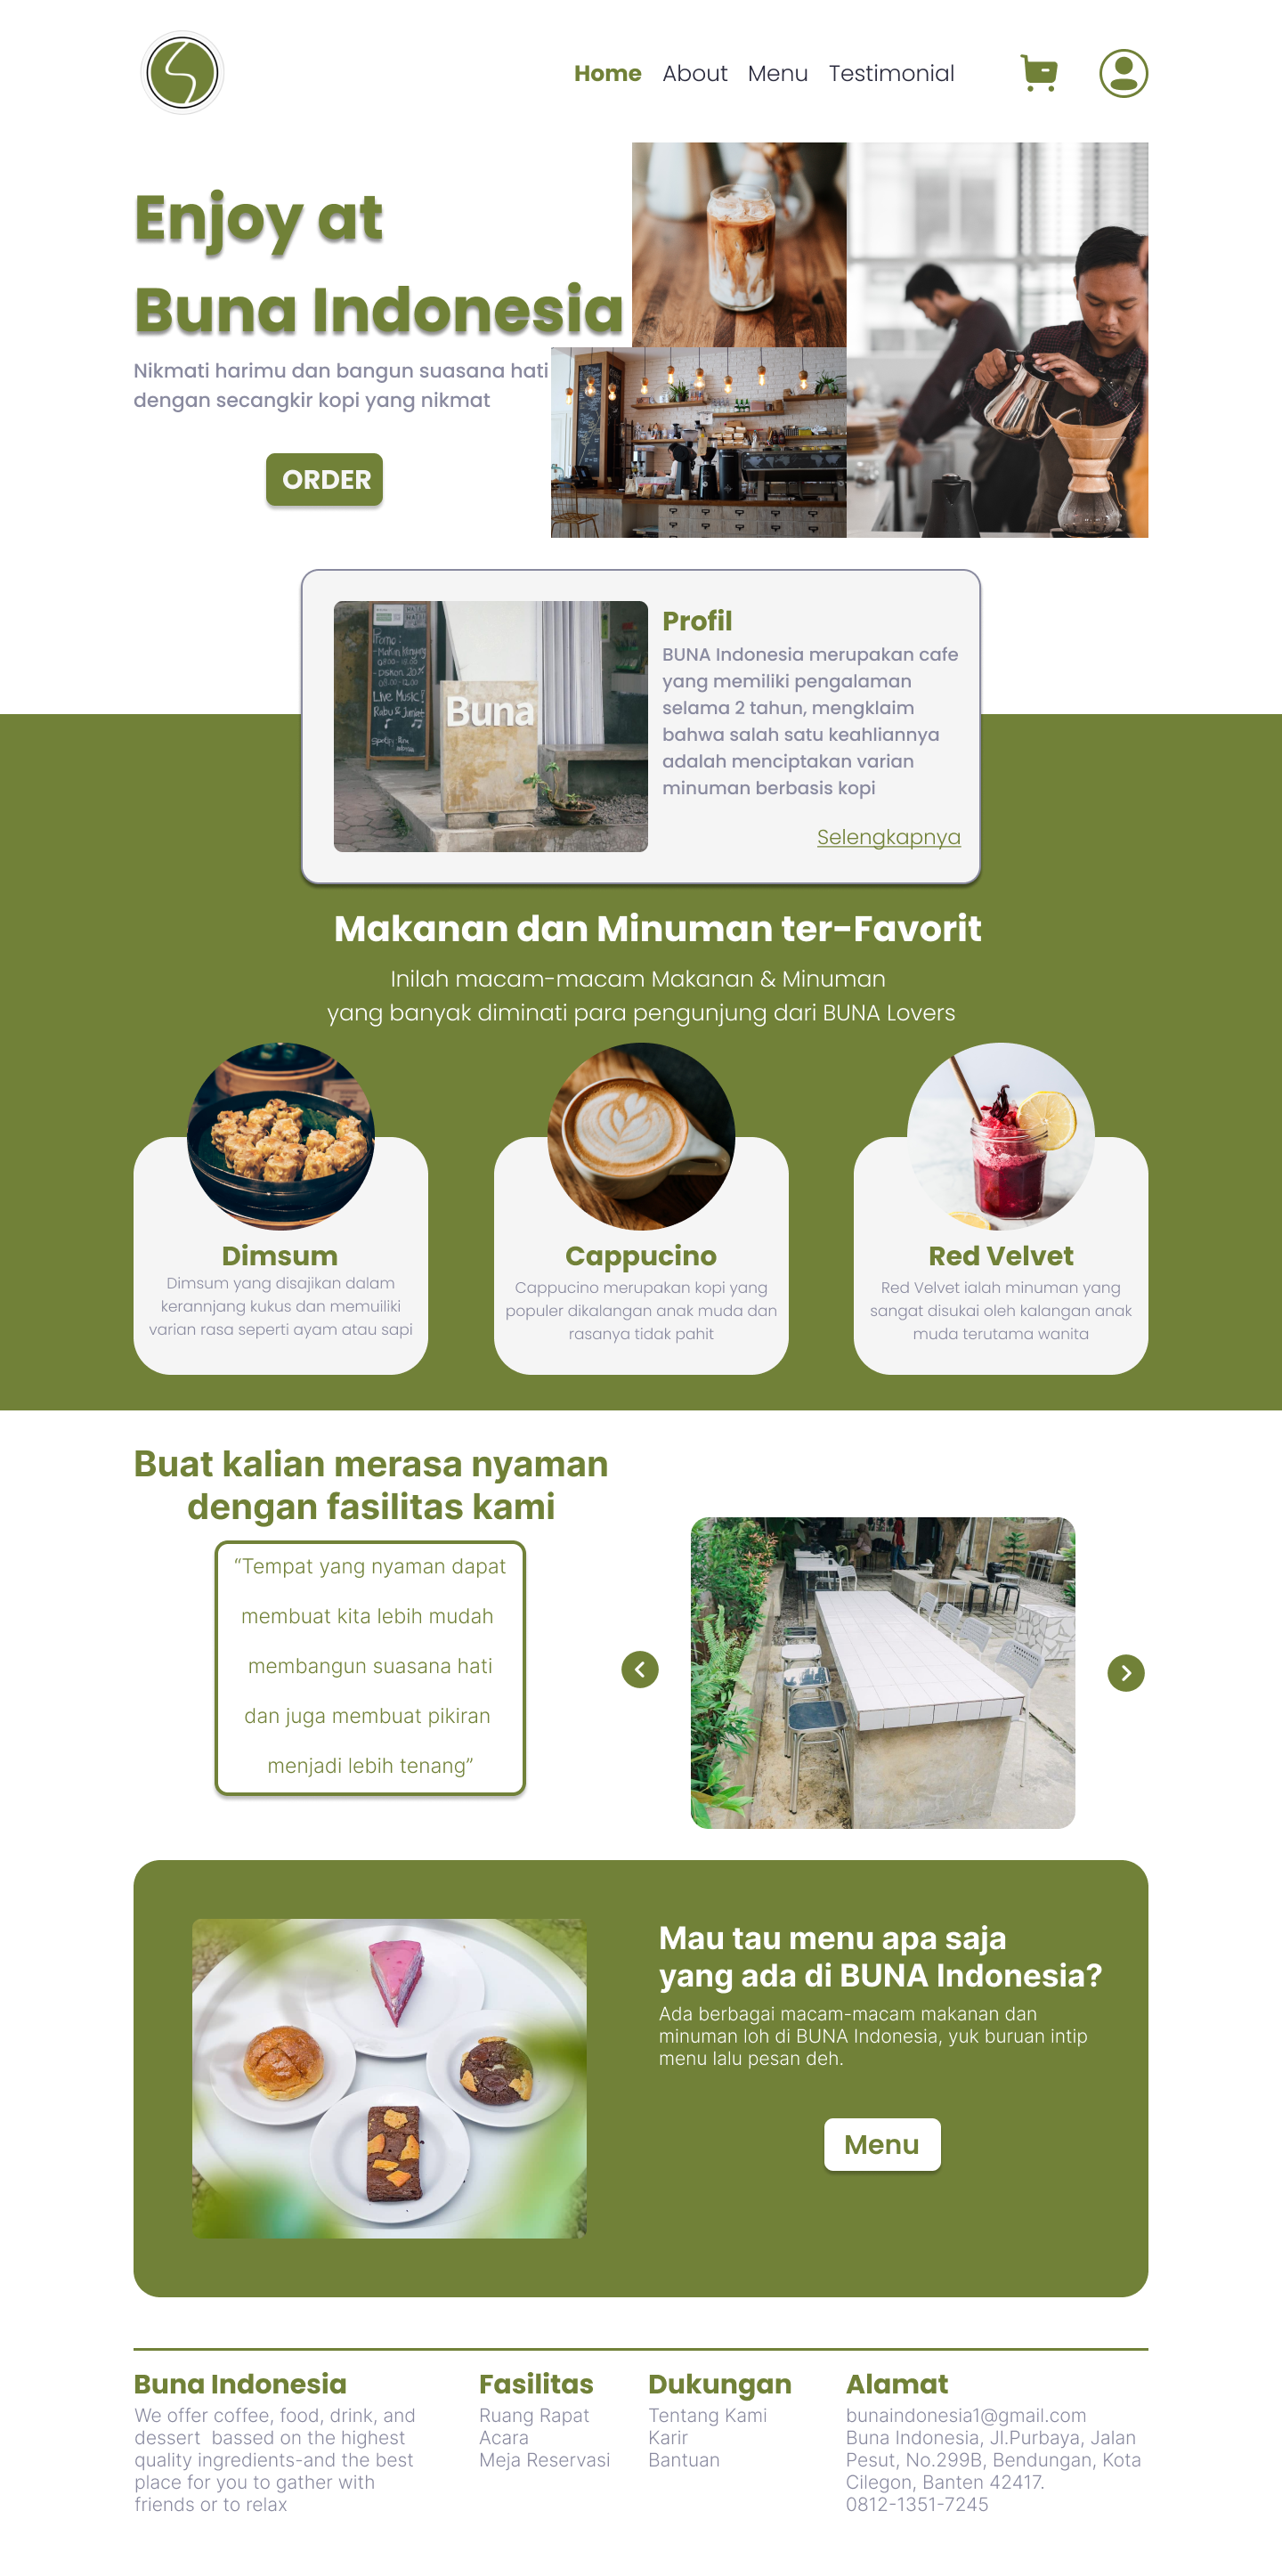 Home About Menu Testimonial
Enjoy at
Buna Indonesia
Nikmati harimu dan bangun suasana hati
dengan secangkir kopi yang nikmat
ORDER
Promo :
08.00-12.00
Live Music !
Buna
Profil
BUNA Indonesia merupakan cafe
yang memiliki pengalaman
selama 2 tahun, mengklaim
bahwa salah satu keahliannya
adalah menciptakan varian
minuman berbasis kopi
Selengkapnya
Makanan dan Minuman ter-Favorit
Inilah macam-macam Makanan & Minuman
yang banyak diminati para pengunjung dari BUNA Lovers
Dimsum
Dimsum yang disajikan dalam
kerannjang kukus dan memuiliki
varian rasa seperti ayam atau sapi
Cappucino
Cappucino merupakan kopi yang
populer dikalangan anak muda dan
rasanya tidak pahit
Red Velvet
Red Velvet ialah minuman yang
sangat disukai oleh kalangan anak
muda terutama wanita
Buat kalian merasa nyaman
dengan fasilitas kami
“Tempat yang nyaman dapat
membuat kita lebih mudah
membangun suasana hati
dan juga membuat pikiran
menjadi lebih tenang”
Mau tau menu apa saja
yang ada di BUNA Indonesia?
Ada berbagai macam-macam makanan dan
minuman loh di BUNA Indonesia, yuk buruan intip
menu lalu pesan deh.
Menu
Buna Indonesia
We offer coffee, food, drink, and
dessert  bassed on the highest
quality ingredients-and the best
place for you to gather with
friends or to relax
Fasilitas
Ruang Rapat
Acara
Meja Reservasi
Dukungan
Tentang Kami
Karir
Bantuan
Alamat
bunaindonesia1@gmail.com
Buna Indonesia, Jl.Purbaya, Jalan
Pesut, No.299B, Bendungan, Kota
Cilegon, Banten 42417.
0812-1351-7245